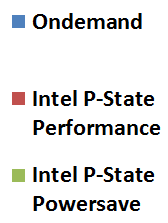 Ondemand
Intel P-State
Performance
Intel P-State
Powersave